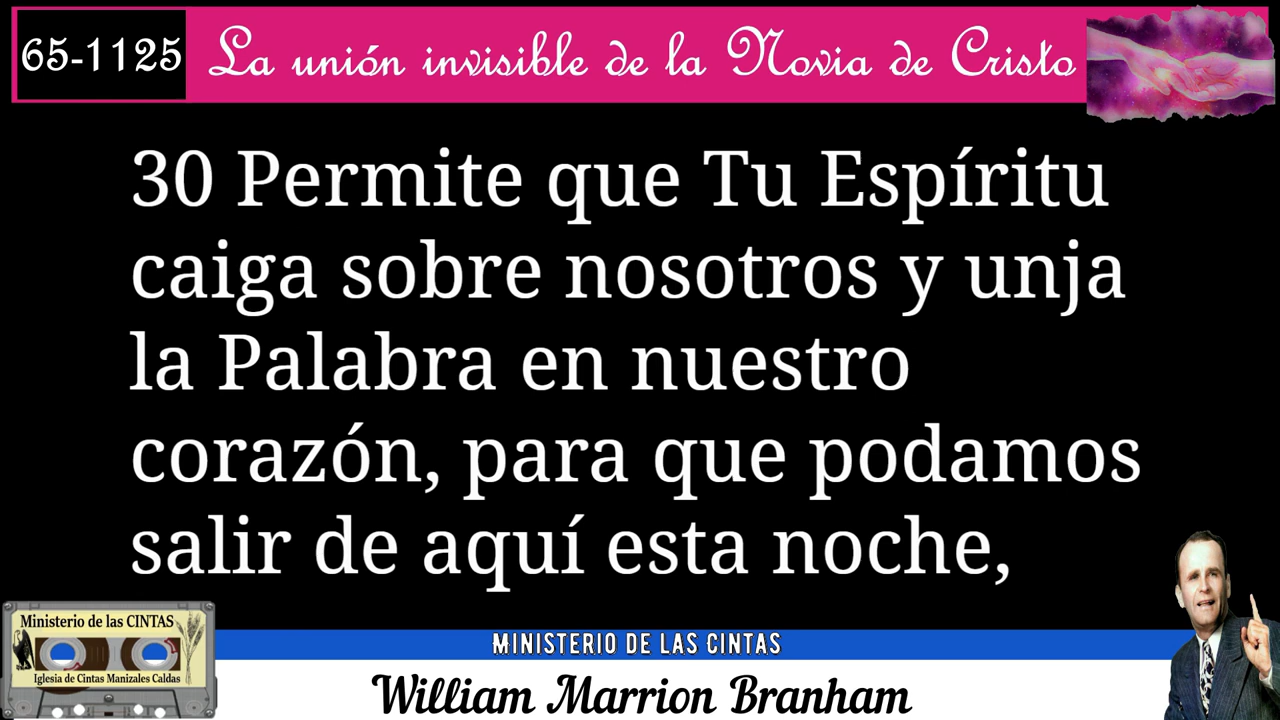 65-1125 La unión invisible de la Novia de Cristo
30 Permite que Tu Espíritu
caiga sobre nosotros y unja
la Palabra en nuestro
corazón, para que podamos
salir de aquí esta noche,
Ministerio de las CINTAS
Iglesia de Cintas Manizales Caldas
MINISTERIO DE LAS CINTAS
William Marrion Branham